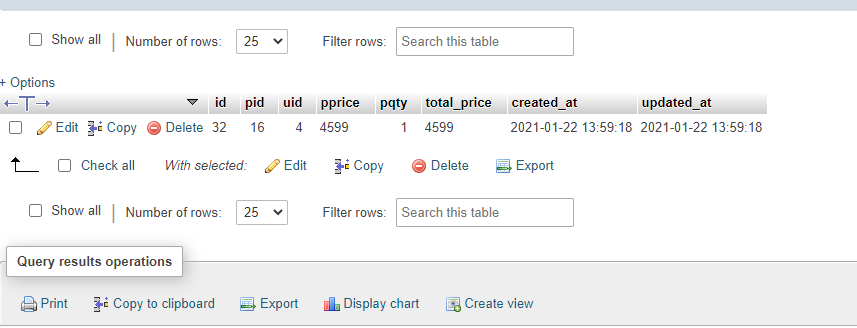 Show all Number of rows: 25 Filter rows: Search this table
+ Options
id pid uid pprice pqty total_price created_at updated_at
Edit Copy Delete 32 16 4 4599 1 4599 2021-01-22 13:59:18 2021-01-22 13:59:18
Check all With selected: Edit Copy Delete Export
Show all Number of rows: 25 Filter rows: Search this table
Query results operations
Print Copy to clipboard Export Display chart Create view